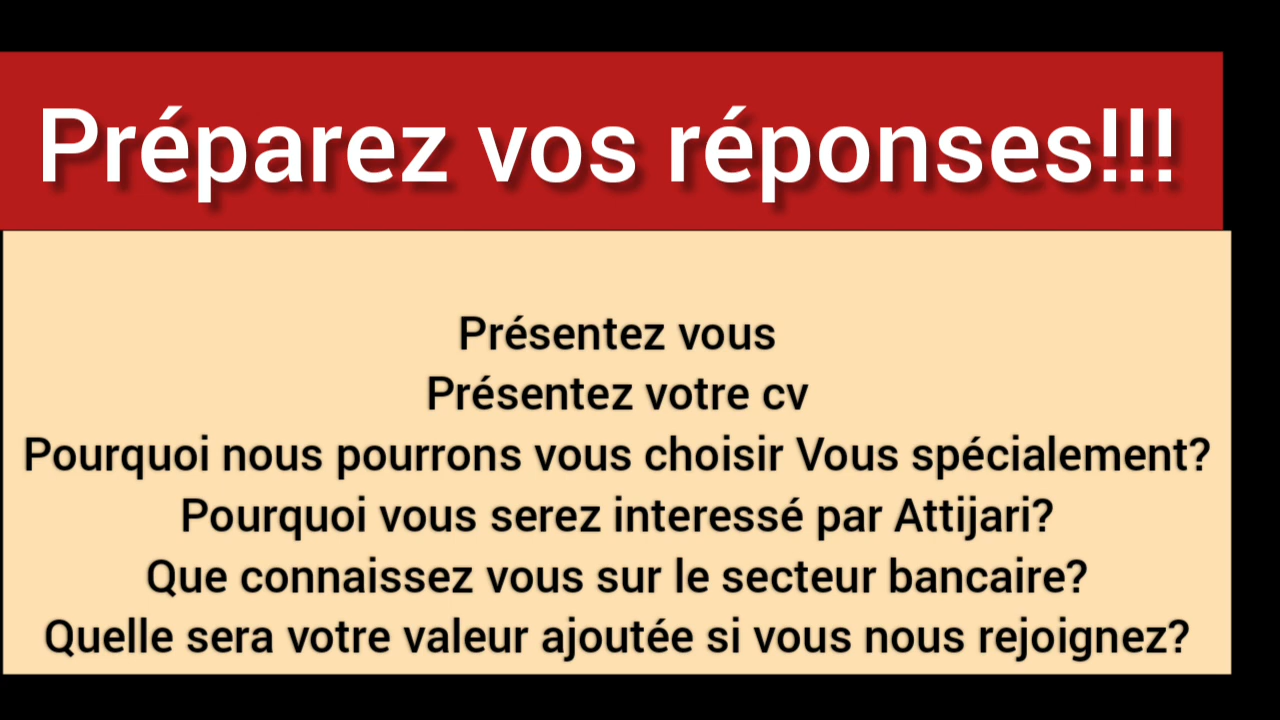 Préparez vos réponses!!!
Présentez vous
Présentez votre cv
Pourquoi nous pourrons vous choisir Vous spécialement?
Pourquoi vous serez interessé par Attijari?
Que connaissez vous sur le secteur bancaire?
Quelle sera votre valeur ajoutée si vous nous rejoignez?